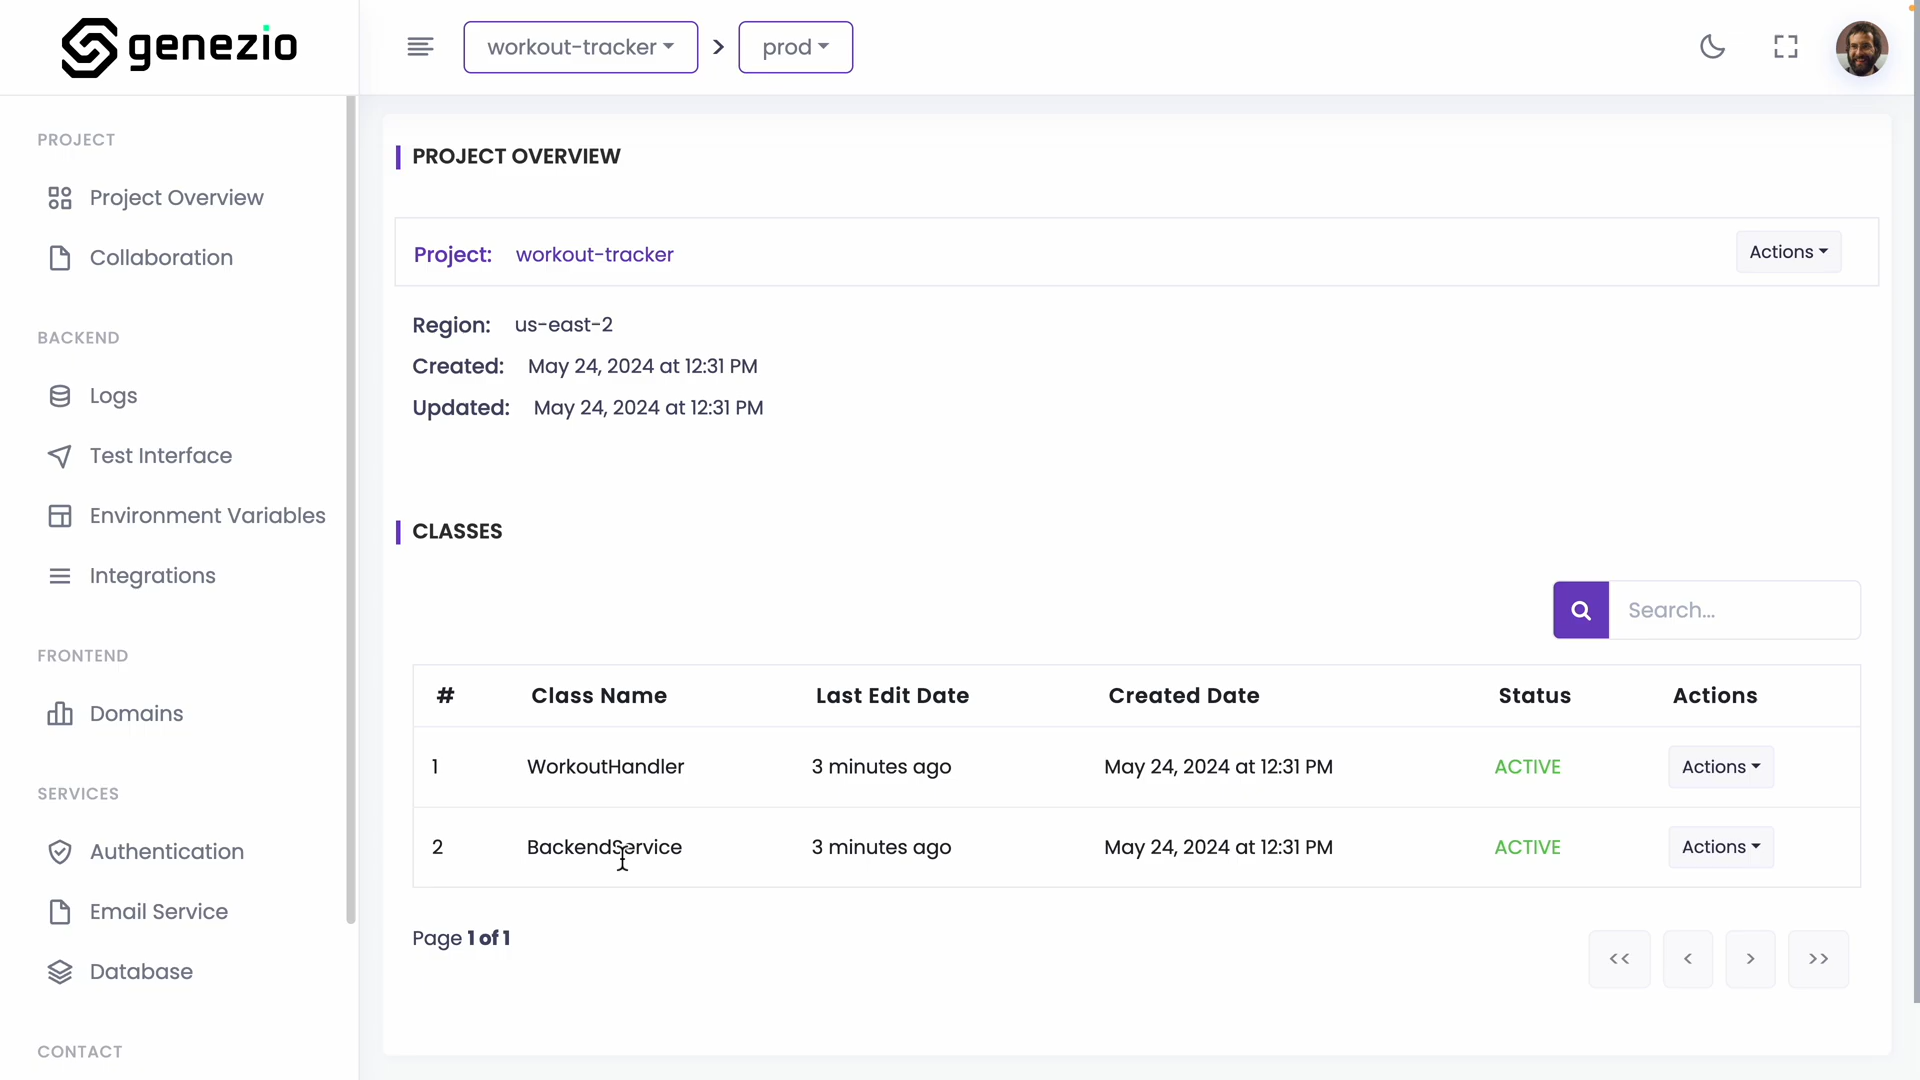 genezio
workout-tracker > prod
PROJECT
Project Overview
Collaboration
BACKEND
Logs
Test Interface
Environment Variables
Integrations
FRONTEND
Domains
SERVICES
Authentication
Email Service
Database
CONTACT
PROJECT OVERVIEW
Project: workout-tracker Actions
Region: us-east-2
Created: May 24, 2024 at 12:31 PM
Updated: May 24, 2024 at 12:31 PM
CLASSES
Search...
# Class Name Last Edit Date Created Date Status Actions
1 WorkoutHandler 3 minutes ago May 24, 2024 at 12:31 PM ACTIVE Actions
2 BackendService 3 minutes ago May 24, 2024 at 12:31 PM ACTIVE Actions
Page 1 of 1 << < > >>